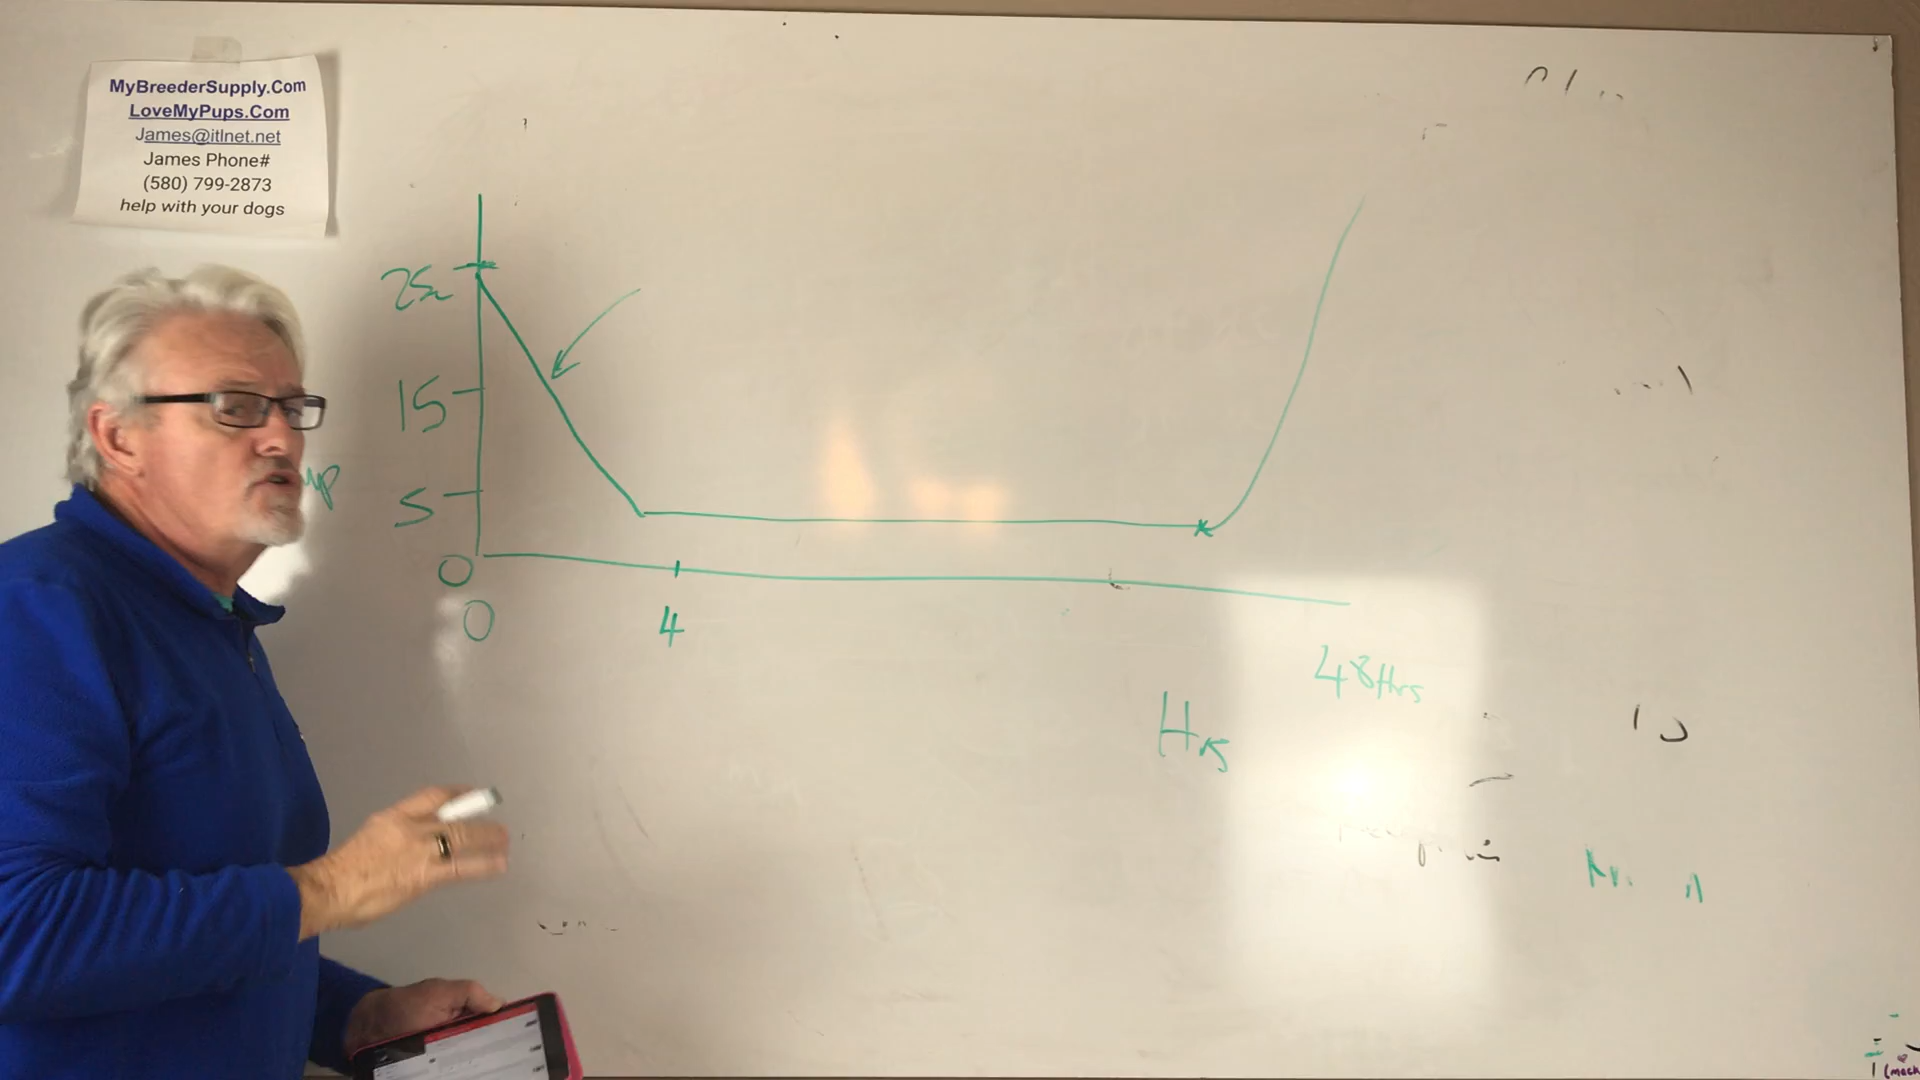 MyBreederSupply.Com
LoveMyPups.Com
James@itlnet.net
James Phone#
(580) 799-2873
help with your dogs
25
15
5
0
0
4
48Hrs
Hrs